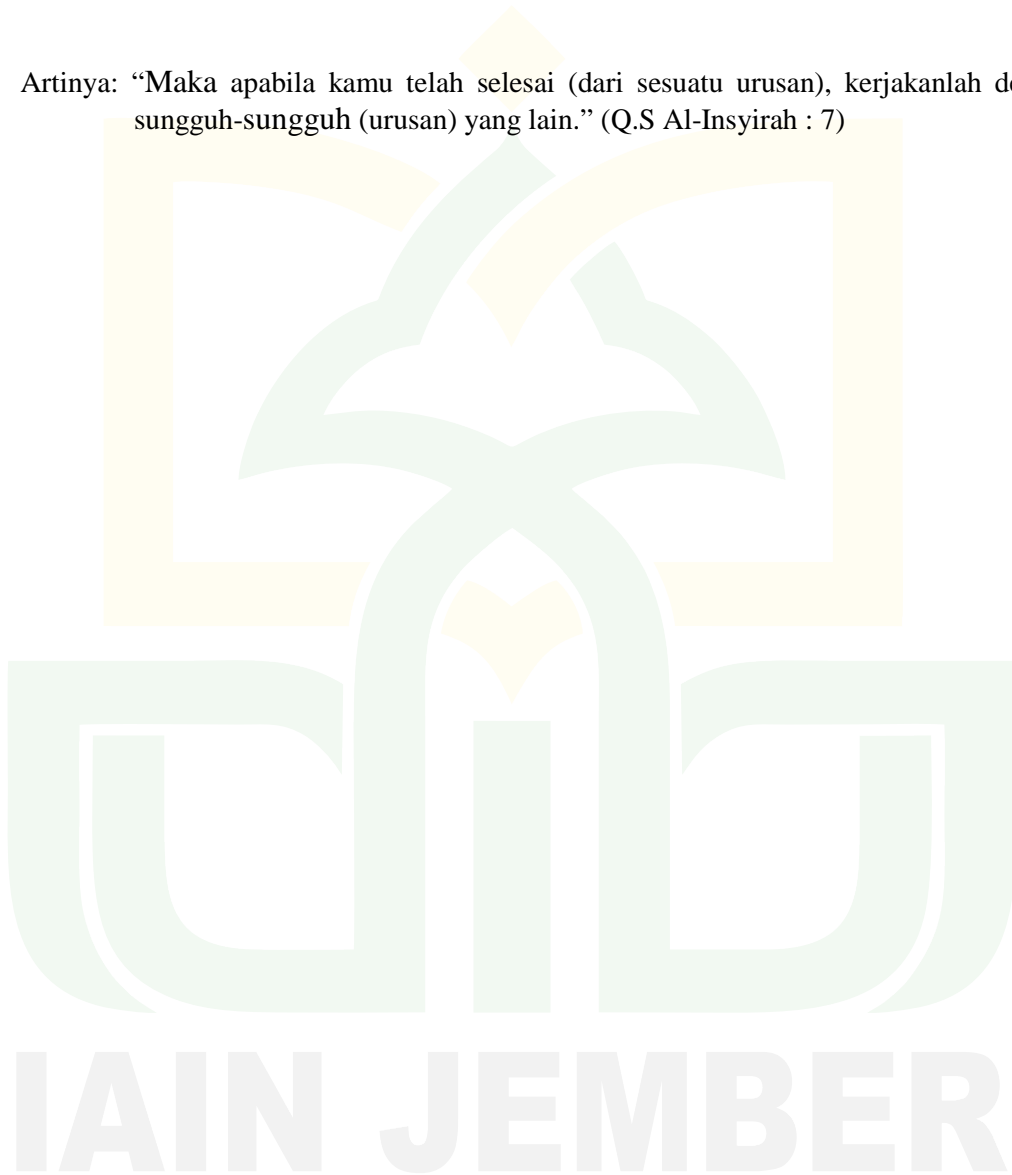 Artinya: “Maka apabila kamu telah selesai (dari sesuatu urusan), kerjakanlah
sungguh-sungguh (urusan) yang lain.” (Q.S Al-Insyirah : 7)
IAIN JEMBER